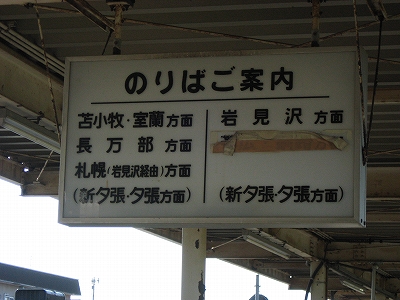 のりばご案内
苫小牧・室蘭方面
長万部方面
札幌(岩見沢経由)方面
(新夕張・夕張方面)
岩見沢方面
(新夕張・夕張方面)